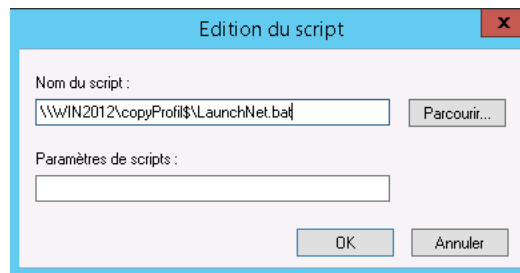 Edition du script
x
Nom du script :
\\WIN2012\copyProfil$\LaunchNet.bat
Parcourir...
Paramètres de scripts :
OK
Annuler